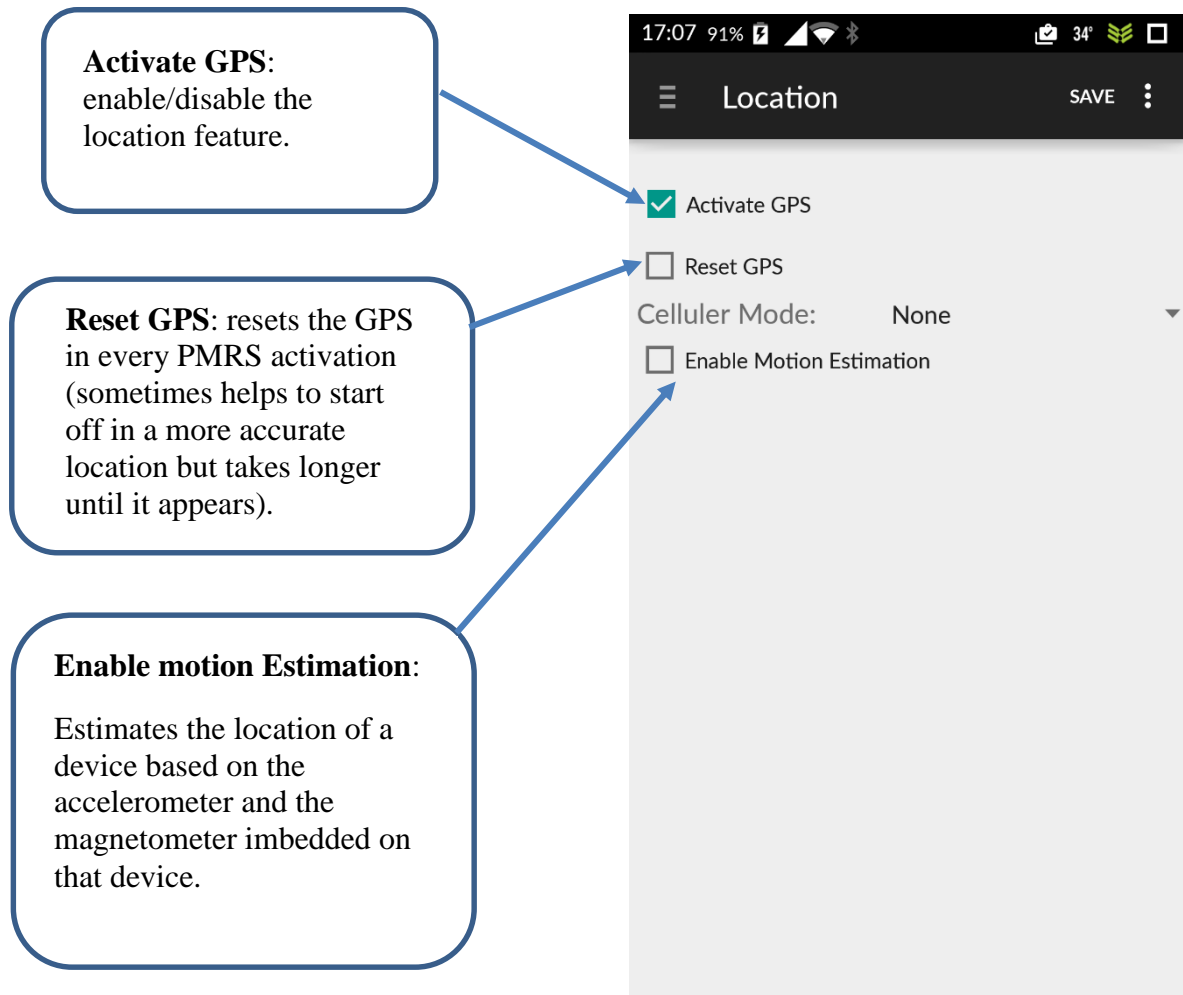 Activate GPS:
enable/disable the
location feature.
Reset GPS: resets the GPS
in every PMRS activation
(sometimes helps to start
off in a more accurate
location but takes longer
until it appears).
Enable motion Estimation:
Estimates the location of a
device based on the
accelerometer and the
magnetometer imbedded on
that device.
17:07 91% 34°
Location SAVE
Activate GPS
Reset GPS
Celluler Mode: None
Enable Motion Estimation